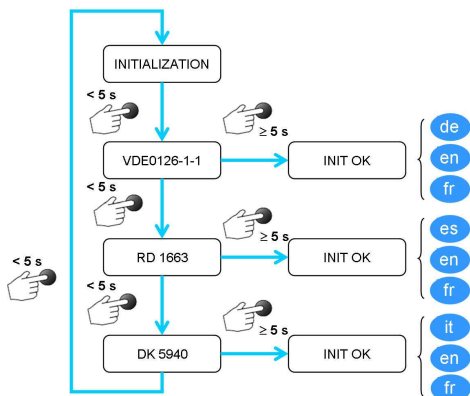 INITIALIZATION
< 5 s
≥ 5 s
VDE0126-1-1
INIT OK
de
en
fr
< 5 s
≥ 5 s
RD 1663
INIT OK
es
en
fr
< 5 s
< 5 s
≥ 5 s
DK 5940
INIT OK
it
en
fr